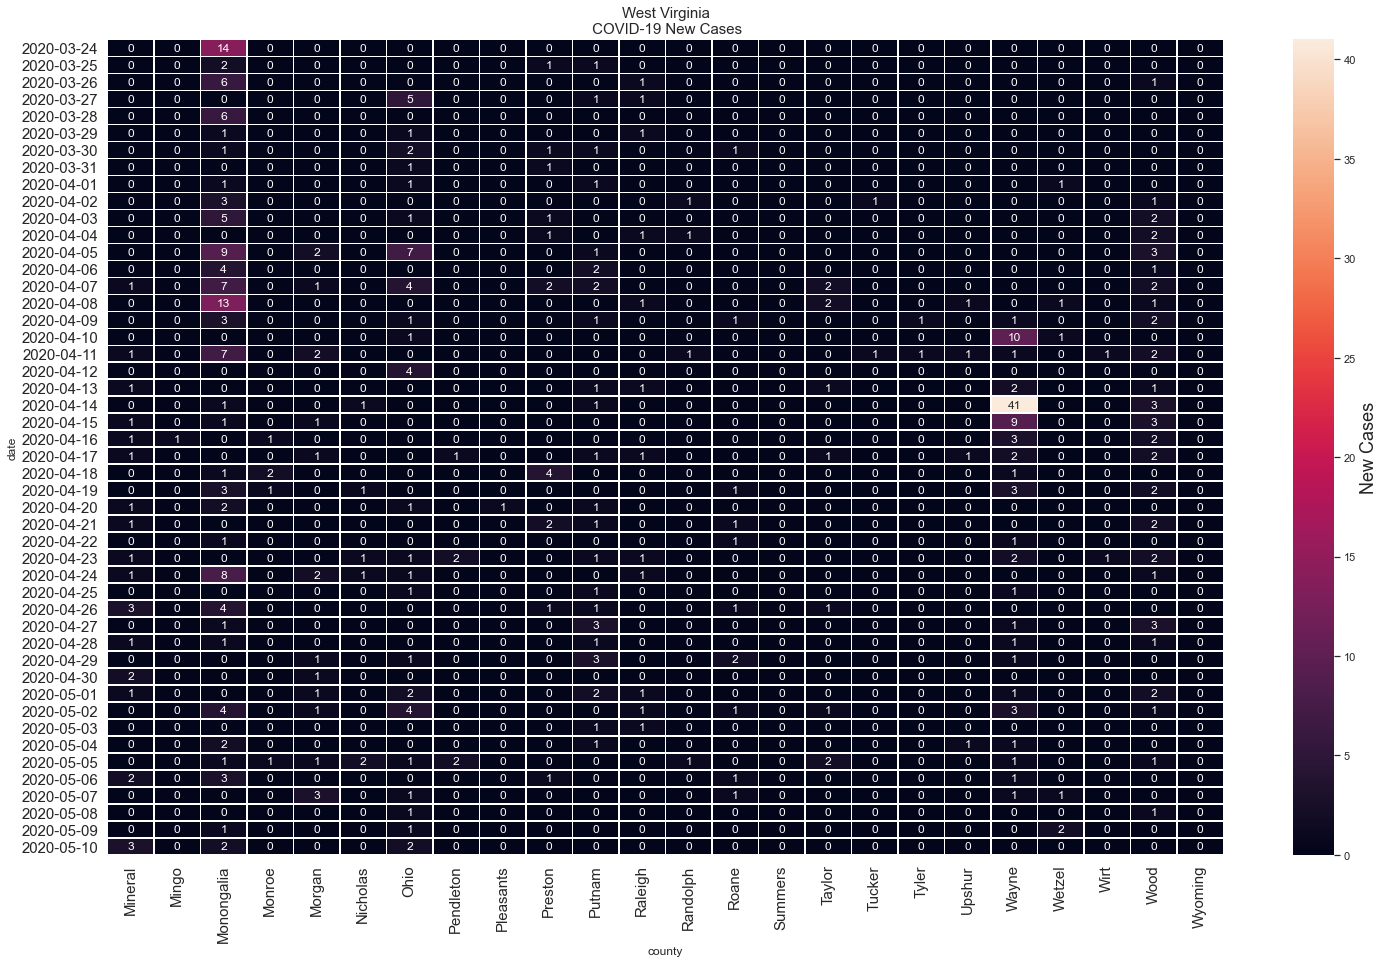 West Virginia
COVID-19 New Cases
2020-03-24 0 0 14 0 0 0 0 0 0 0 0 0 0 0 0 0 0 0 0 0 0 0 0 0
2020-03-25 0 0 2 0 0 0 0 0 0 1 1 0 0 0 0 0 0 0 0 0 0 0 0 0
2020-03-26 0 0 6 0 0 0 0 0 0 0 0 1 0 0 0 0 0 0 0 0 0 0 1 0
2020-03-27 0 0 0 0 0 0 5 0 0 0 1 1 0 0 0 0 0 0 0 0 0 0 0 0
2020-03-28 0 0 6 0 0 0 0 0 0 0 0 0 0 0 0 0 0 0 0 0 0 0 0 0
2020-03-29 0 0 1 0 0 0 1 0 0 0 0 1 0 0 0 0 0 0 0 0 0 0 0 0
2020-03-30 0 0 1 0 0 0 2 0 0 1 1 0 0 1 0 0 0 0 0 0 0 0 0 0
2020-03-31 0 0 0 0 0 0 1 0 0 1 0 0 0 0 0 0 0 0 0 0 0 0 0 0
2020-04-01 0 0 1 0 0 0 1 0 0 0 1 0 0 0 0 0 0 0 0 0 1 0 0 0
2020-04-02 0 0 3 0 0 0 0 0 0 0 0 0 1 0 0 0 1 0 0 0 0 0 1 0
2020-04-03 0 0 5 0 0 0 1 0 0 1 0 0 0 0 0 0 0 0 0 0 0 0 2 0
2020-04-04 0 0 0 0 0 0 0 0 0 1 0 1 1 0 0 0 0 0 0 0 0 0 2 0
2020-04-05 0 0 9 0 2 0 7 0 0 0 1 0 0 0 0 0 0 0 0 0 0 0 3 0
2020-04-06 0 0 4 0 0 0 0 0 0 0 2 0 0 0 0 0 0 0 0 0 0 0 1 0
2020-04-07 1 0 7 0 1 0 4 0 0 2 2 0 0 0 0 2 0 0 0 0 0 0 2 0
2020-04-08 0 0 13 0 0 0 0 0 0 0 0 1 0 0 0 2 0 0 1 0 1 0 1 0
2020-04-09 0 0 3 0 0 0 1 0 0 0 1 0 0 1 0 0 0 1 0 1 0 0 2 0
2020-04-10 0 0 0 0 0 0 1 0 0 0 0 0 0 0 0 0 0 0 0 10 1 0 0 0
2020-04-11 1 0 7 0 2 0 0 0 0 0 0 0 1 0 0 0 1 1 1 1 0 1 2 0
2020-04-12 0 0 0 0 0 0 4 0 0 0 0 0 0 0 0 0 0 0 0 0 0 0 0 0
2020-04-13 1 0 0 0 0 0 0 0 0 0 1 1 0 0 0 1 0 0 0 2 0 0 1 0
2020-04-14 0 0 1 0 0 1 0 0 0 0 1 0 0 0 0 0 0 0 0 41 0 0 3 0
2020-04-15 1 0 1 0 1 0 0 0 0 0 0 0 0 0 0 0 0 0 0 9 0 0 3 0
2020-04-16 1 1 0 1 0 0 0 0 0 0 0 0 0 0 0 0 0 0 0 3 0 0 2 0
2020-04-17 1 0 0 0 1 0 0 1 0 0 1 1 0 0 0 1 0 0 1 2 0 0 2 0
2020-04-18 0 0 1 2 0 0 0 0 0 4 0 0 0 0 0 0 0 0 0 1 0 0 0 0
2020-04-19 0 0 3 1 0 1 0 0 0 0 0 0 0 1 0 0 0 0 0 3 0 0 2 0
2020-04-20 1 0 2 0 0 0 1 0 1 0 1 0 0 0 0 0 0 0 0 0 0 0 0 0
2020-04-21 1 0 0 0 0 0 0 0 0 2 1 0 0 1 0 0 0 0 0 0 0 0 2 0
2020-04-22 0 0 1 0 0 0 0 0 0 0 0 0 0 1 0 0 0 0 0 1 0 0 0 0
2020-04-23 1 0 0 0 0 1 1 2 0 0 1 1 0 0 0 0 0 0 0 2 0 1 2 0
2020-04-24 1 0 8 0 2 1 1 0 0 0 0 1 0 0 0 0 0 0 0 0 0 0 1 0
2020-04-25 0 0 0 0 0 0 1 0 0 0 1 0 0 0 0 0 0 0 0 1 0 0 0 0
2020-04-26 3 0 4 0 0 0 0 0 0 1 1 0 0 1 0 1 0 0 0 0 0 0 0 0
2020-04-27 0 0 1 0 0 0 0 0 0 0 3 0 0 0 0 0 0 0 0 1 0 0 3 0
2020-04-28 1 0 1 0 0 0 0 0 0 0 1 0 0 0 0 0 0 0 0 1 0 0 1 0
2020-04-29 0 0 0 0 1 0 1 0 0 0 3 0 0 2 0 0 0 0 0 1 0 0 0 0
2020-04-30 2 0 0 0 1 0 0 0 0 0 0 0 0 0 0 0 0 0 0 0 0 0 0 0
2020-05-01 1 0 0 0 1 0 2 0 0 0 2 1 0 0 0 0 0 0 0 1 0 0 2 0
2020-05-02 0 0 4 0 1 0 4 0 0 0 0 1 0 1 0 1 0 0 0 3 0 0 1 0
2020-05-03 0 0 0 0 0 0 0 0 0 0 1 1 0 0 0 0 0 0 0 0 0 0 0 0
2020-05-04 0 0 2 0 0 0 0 0 0 0 1 0 0 0 0 0 0 0 1 1 0 0 0 0
2020-05-05 0 0 1 1 1 2 1 2 0 0 0 0 1 0 0 2 0 0 0 1 0 0 1 0
2020-05-06 2 0 3 0 0 0 0 0 0 1 0 0 0 1 0 0 0 0 0 1 0 0 0 0
2020-05-07 0 0 0 0 3 0 1 0 0 0 0 0 0 1 0 0 0 0 0 1 1 0 0 0
2020-05-08 0 0 0 0 0 0 1 0 0 0 0 0 0 0 0 0 0 0 0 0 0 0 1 0
2020-05-09 0 0 1 0 0 0 1 0 0 0 0 0 0 0 0 0 0 0 0 0 2 0 0 0
2020-05-10 3 0 2 0 0 0 2 0 0 0 0 0 0 0 0 0 0 0 0 0 0 0 0 0
date
Mineral Mingo Monongalia Monroe Morgan Nicholas Ohio Pendleton Pleasants Preston Putnam Raleigh Randolph Roane Summers Taylor Tucker Tyler Upshur Wayne Wetzel Wirt Wood Wyoming
county
40
35
30
25
20
15
10
5
0
New Cases